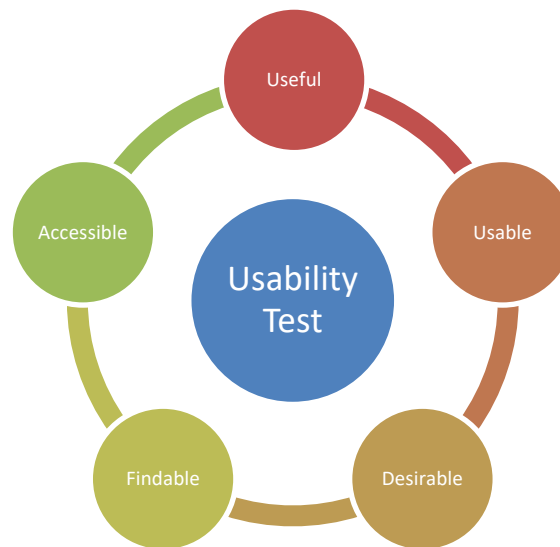 Useful
Accessible
Usable
Usability
Test
Findable
Desirable